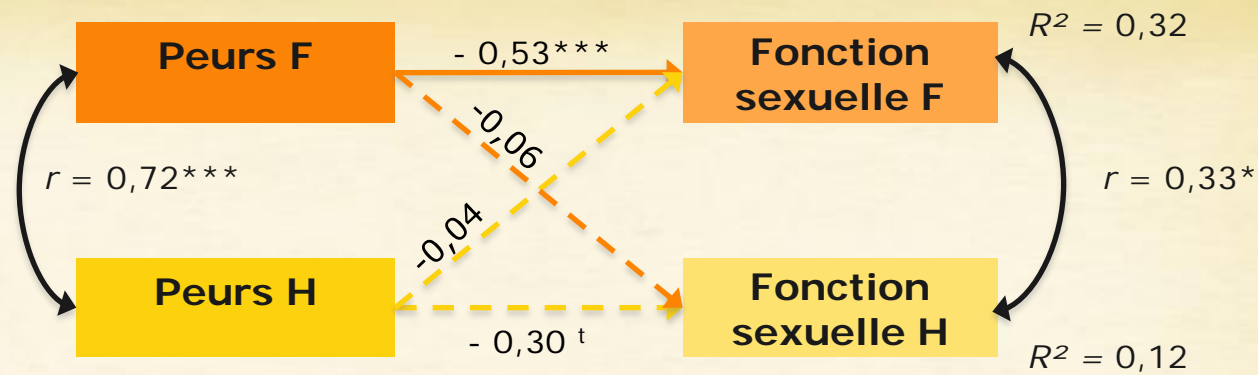 Peurs F
- 0,53***
Fonction
sexuelle F
R² = 0,32
-0,06
r = 0,72***
r = 0,33*
-0,04
Peurs H
- 0,30 t
Fonction
sexuelle H
R² = 0,12